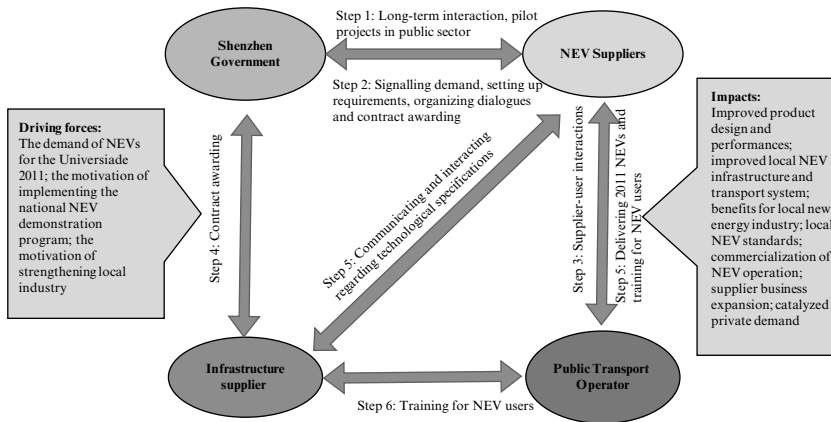 Step 1: Long-term interaction, pilot
projects in public sector
Shenzhen
Government
NEV Suppliers
Step 2: Signalling demand, setting up
requirements, organizing dialogues
and contract awarding
Driving forces:
The demand of NEVs
for the Universiade
2011; the motivation of
implementing the
national NEV
demonstration
program; the
motivation of
strengthening local
industry
Step 4: Contract awarding
Step 5: Communicating and interacting
regarding technological specifications
Step 3: Supplier-user interactions
Step 5: Delivering 2011 NEVs and
training for NEV users
Impacts:
Improved product
design and
performances;
improved local NEV
infrastructure and
transport system;
benefits for local new
energy industry; local
NEV standards;
commercialization of
NEV operation;
supplier business
expansion; catalyzed
private demand
Infrastructure
supplier
Public Transport
Operator
Step 6: Training for NEV users